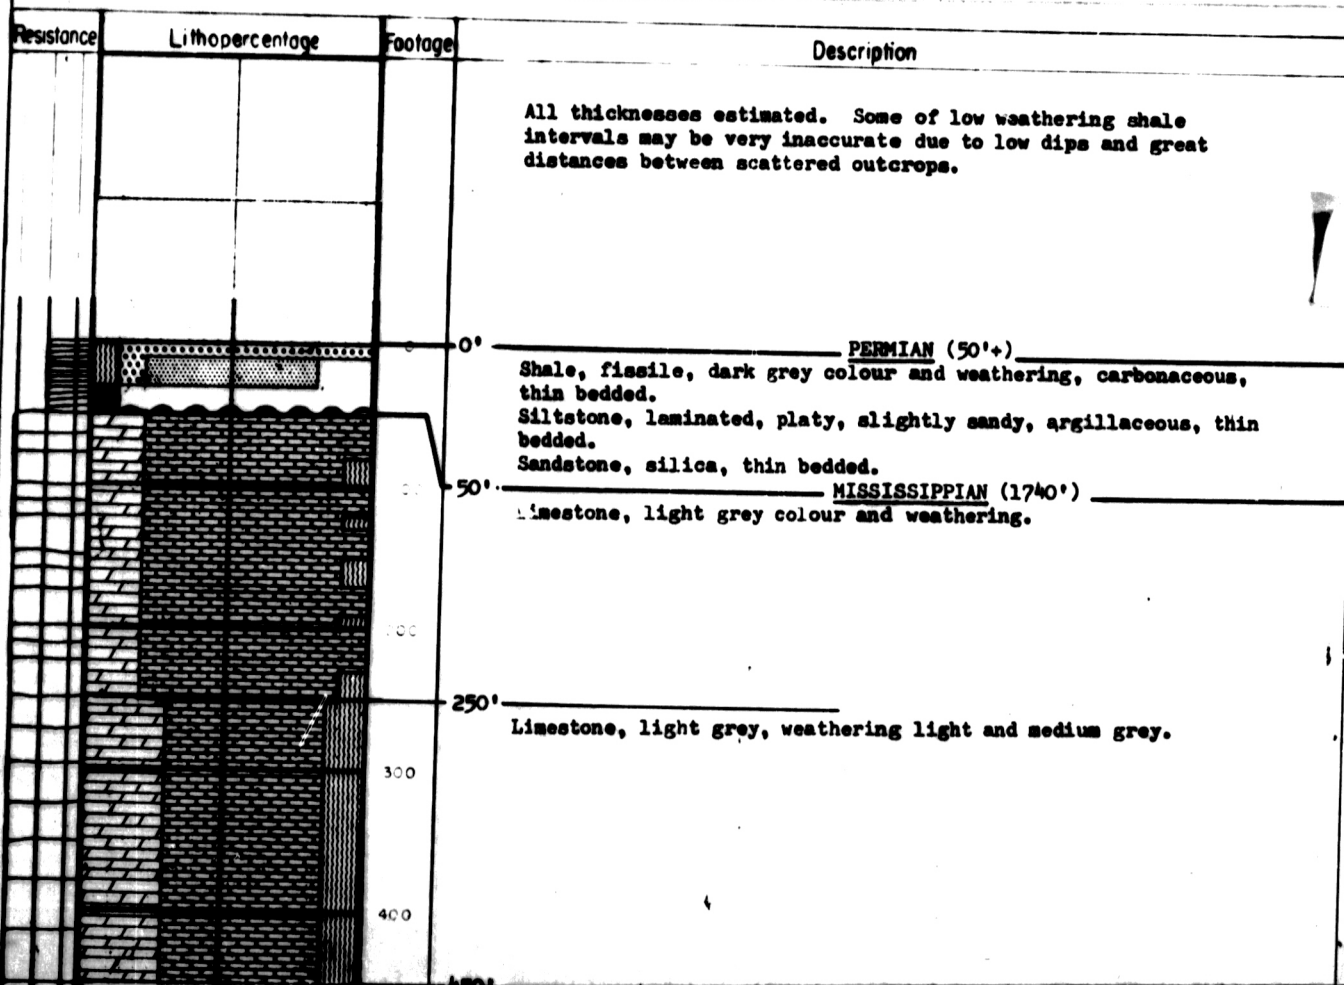 Resistance Lithopercentage Footage Description
All thicknesses estimated. Some of low weathering shale
intervals may be very inaccurate due to low dips and great
distances between scattered outcrops.
0' PERMIAN (50'+)
Shale, fissile, dark grey colour and weathering, carbonaceous,
thin bedded.
Siltstone, laminated, platy, slightly sandy, argillaceous, thin
bedded.
Sandstone, silica, thin bedded.
50' MISSISSIPPIAN (1740')
Limestone, light grey colour and weathering.
250'
Limestone, light grey, weathering light and medium grey.
300
400